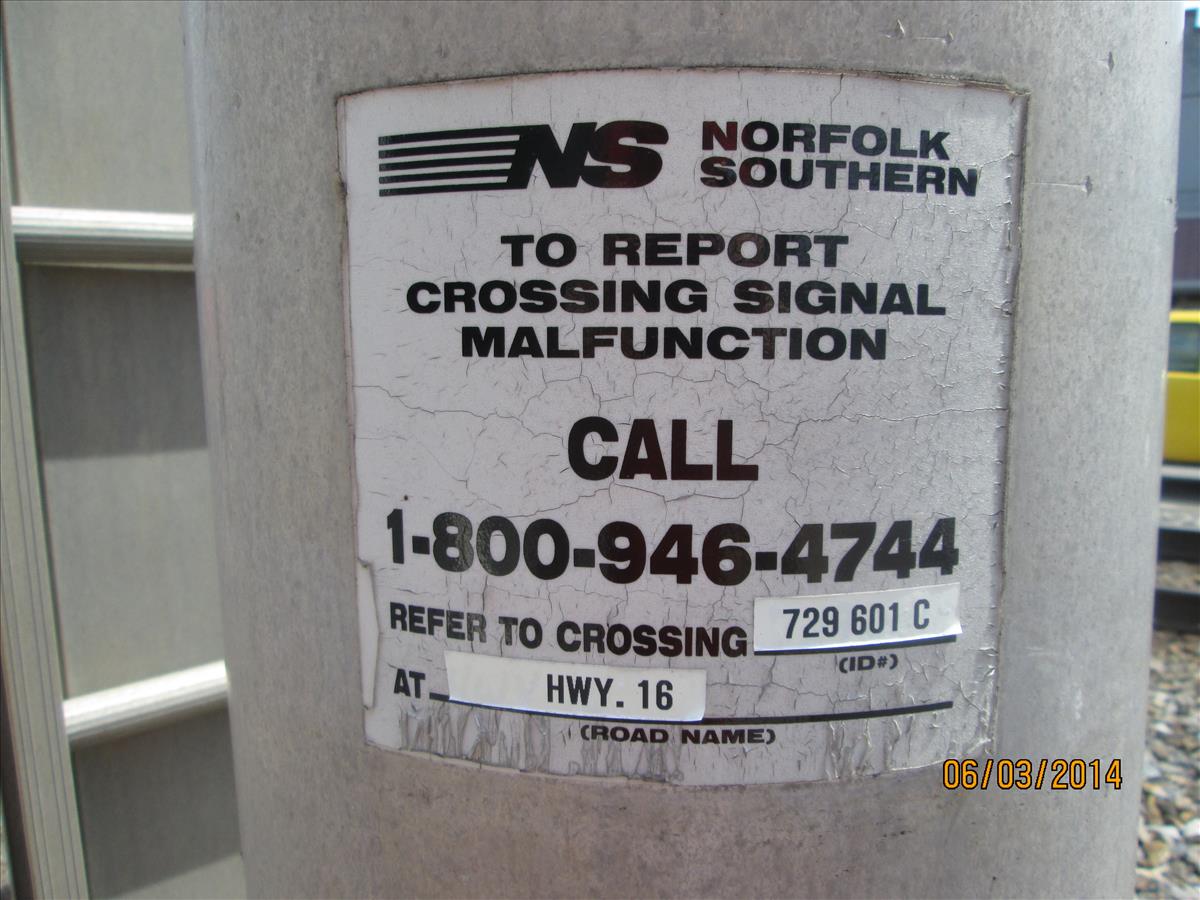 NS NORFOLK SOUTHERN
TO REPORT
CROSSING SIGNAL
MALFUNCTION
CALL
1-800-946-4744
REFER TO CROSSING 729 601 C
(ID#)
AT HWY. 16
(ROAD NAME)
06/03/2014